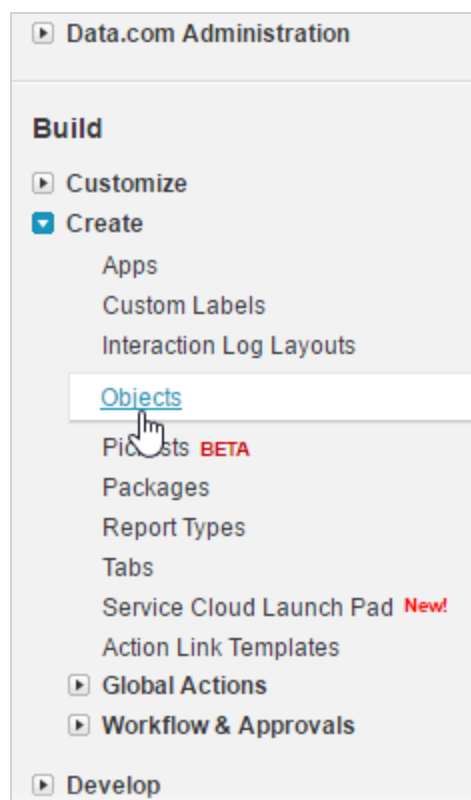 Data.com Administration
Build
Customize
Create
Apps
Custom Labels
Interaction Log Layouts
Objects
BETA
Packages
Report Types
Tabs
Service Cloud Launch Pad New!
Action Link Templates
Global Actions
Workflow & Approvals
Develop